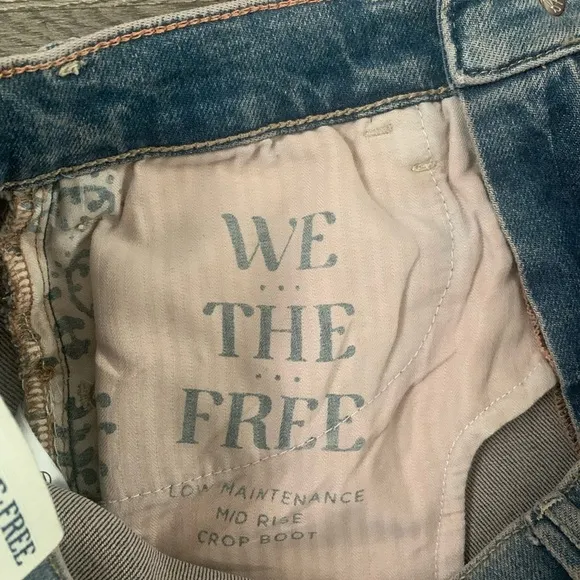 WE
THE
FREE
LOW MAINTENANCE
MID RISE
CROP BOOT
FREE